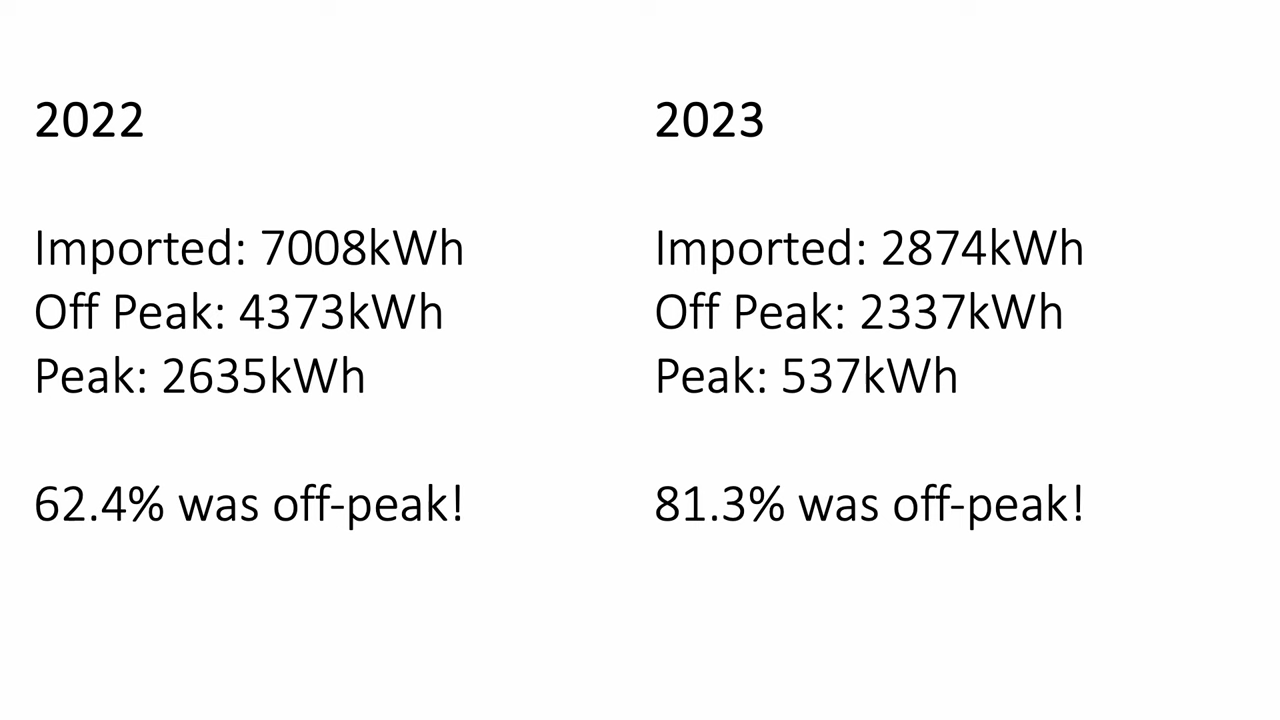 2022
Imported: 7008kWh
Off Peak: 4373kWh
Peak: 2635kWh
62.4% was off-peak!
2023
Imported: 2874kWh
Off Peak: 2337kWh
Peak: 537kWh
81.3% was off-peak!